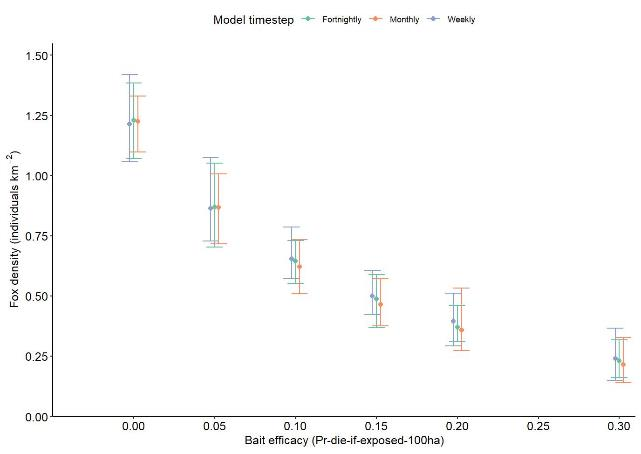 Model timestep Fortnightly Monthly Weekly
1.50
1.25
1.00
0.75
0.50
0.25
0.00
Fox density (individuals km⁻²)
0.00 0.05 0.10 0.15 0.20 0.25 0.30
Bait efficacy (Pr-die-if-exposed-100ha)